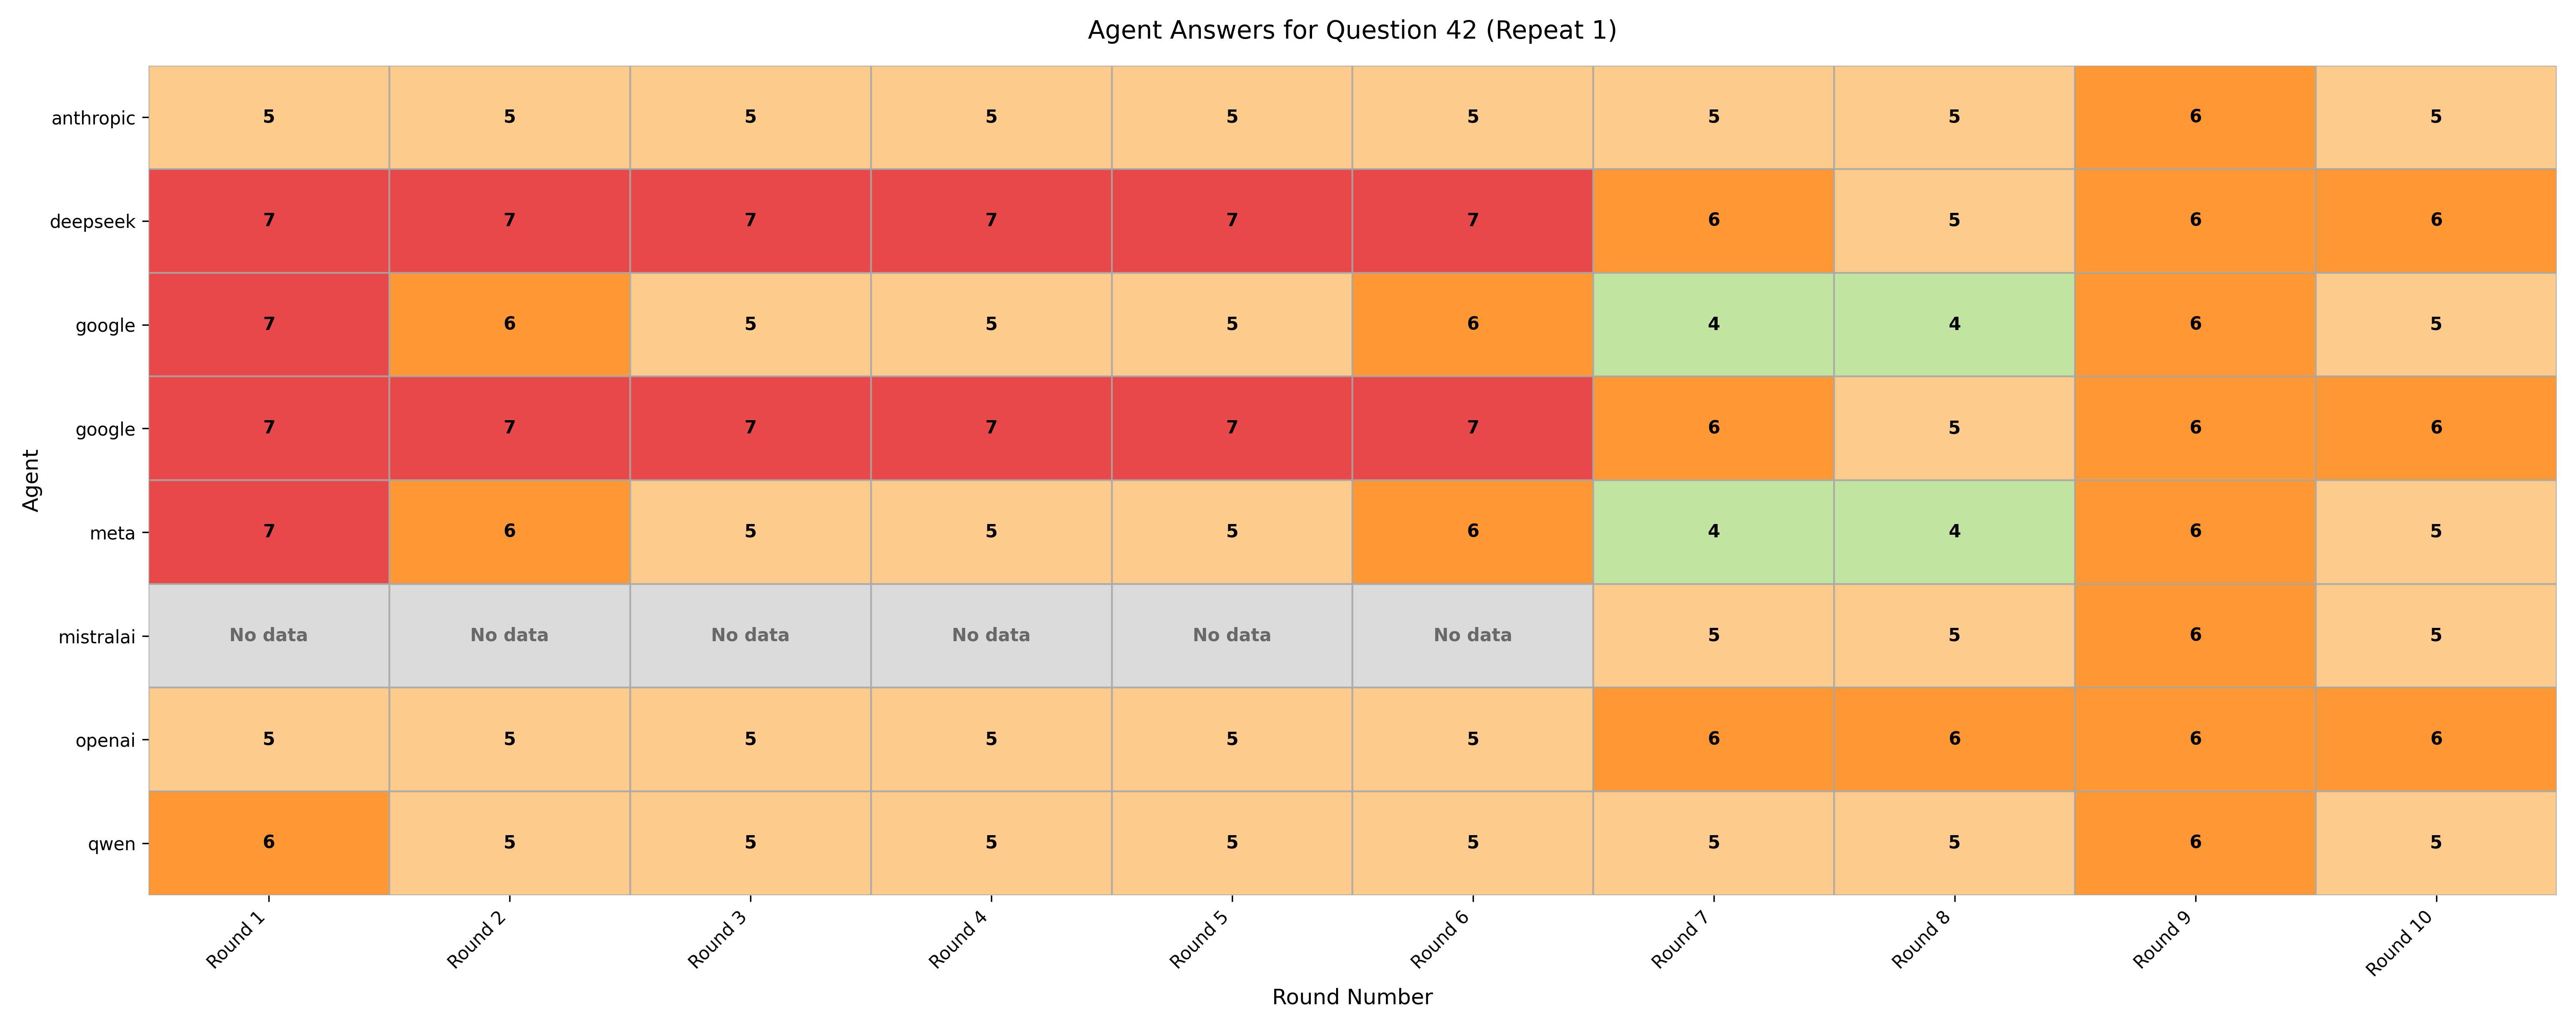 Agent Answers for Question 42 (Repeat 1)
Agent
anthropic 5 5 5 5 5 5 5 5 6 5
deepseek 7 7 7 7 7 7 6 5 6 6
google 7 6 5 5 5 6 4 4 6 5
google 7 7 7 7 7 7 6 5 6 6
meta 7 6 5 5 5 6 4 4 6 5
mistralai No data No data No data No data No data No data 5 5 6 5
openai 5 5 5 5 5 5 6 6 6 6
qwen 6 5 5 5 5 5 5 5 6 5
Round 1 Round 2 Round 3 Round 4 Round 5 Round 6 Round 7 Round 8 Round 9 Round 10
Round Number